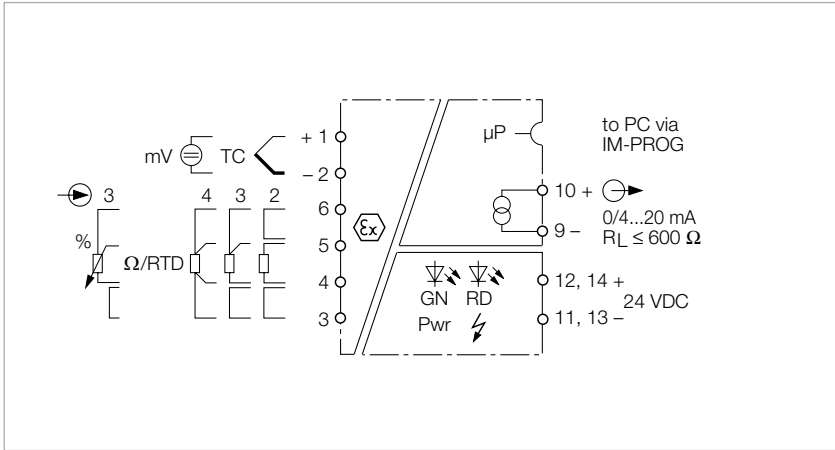 mV
TC
+ 1
– 2
3
4
3
2
%
Ω/RTD
6
5
4
3
εx
µP
to PC via
IM-PROG
10 +
0/4...20 mA
9 –
R_L ≤ 600 Ω
GN
RD
Pwr
12, 14 +
24 VDC
11, 13 –